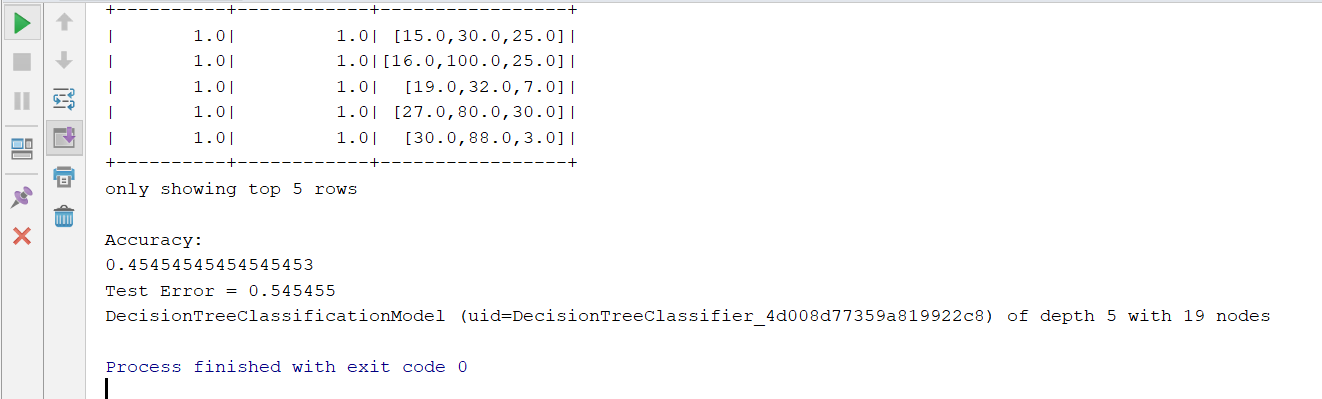 +----------+------------+-----------------+
|       1.0|         1.0| [15.0,30.0,25.0]|
|       1.0|         1.0|[16.0,100.0,25.0]|
|       1.0|         1.0|  [19.0,32.0,7.0]|
|       1.0|         1.0| [27.0,80.0,30.0]|
|       1.0|         1.0|  [30.0,88.0,3.0]|
+----------+------------+-----------------+
only showing top 5 rows
Accuracy:
0.45454545454545453
Test Error = 0.545455
DecisionTreeClassificationModel (uid=DecisionTreeClassifier_4d008d77359a819922c8) of depth 5 with 19 nodes
Process finished with exit code 0